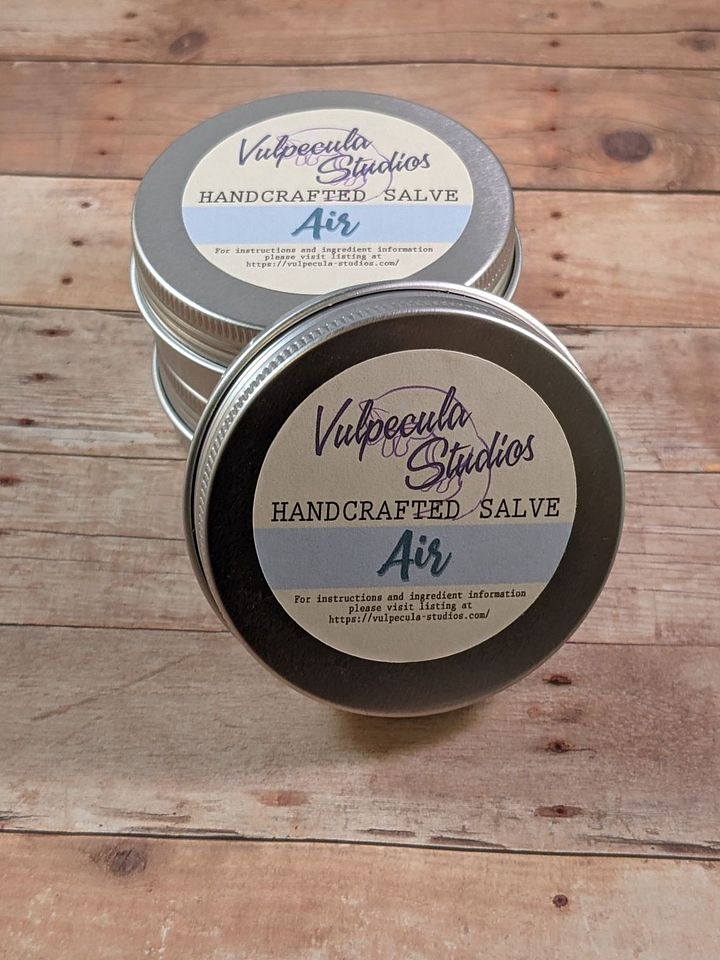 Vulpecula
Studios
HANDCRAFTED SALVE
Air
For instructions and ingredient information
please visit listing at
https://vulpecula-studios.com/
Vulpecula
Studios
HANDCRAFTED SALVE
Air
For instructions and ingredient information
please visit listing at
https://vulpecula-studios.com/